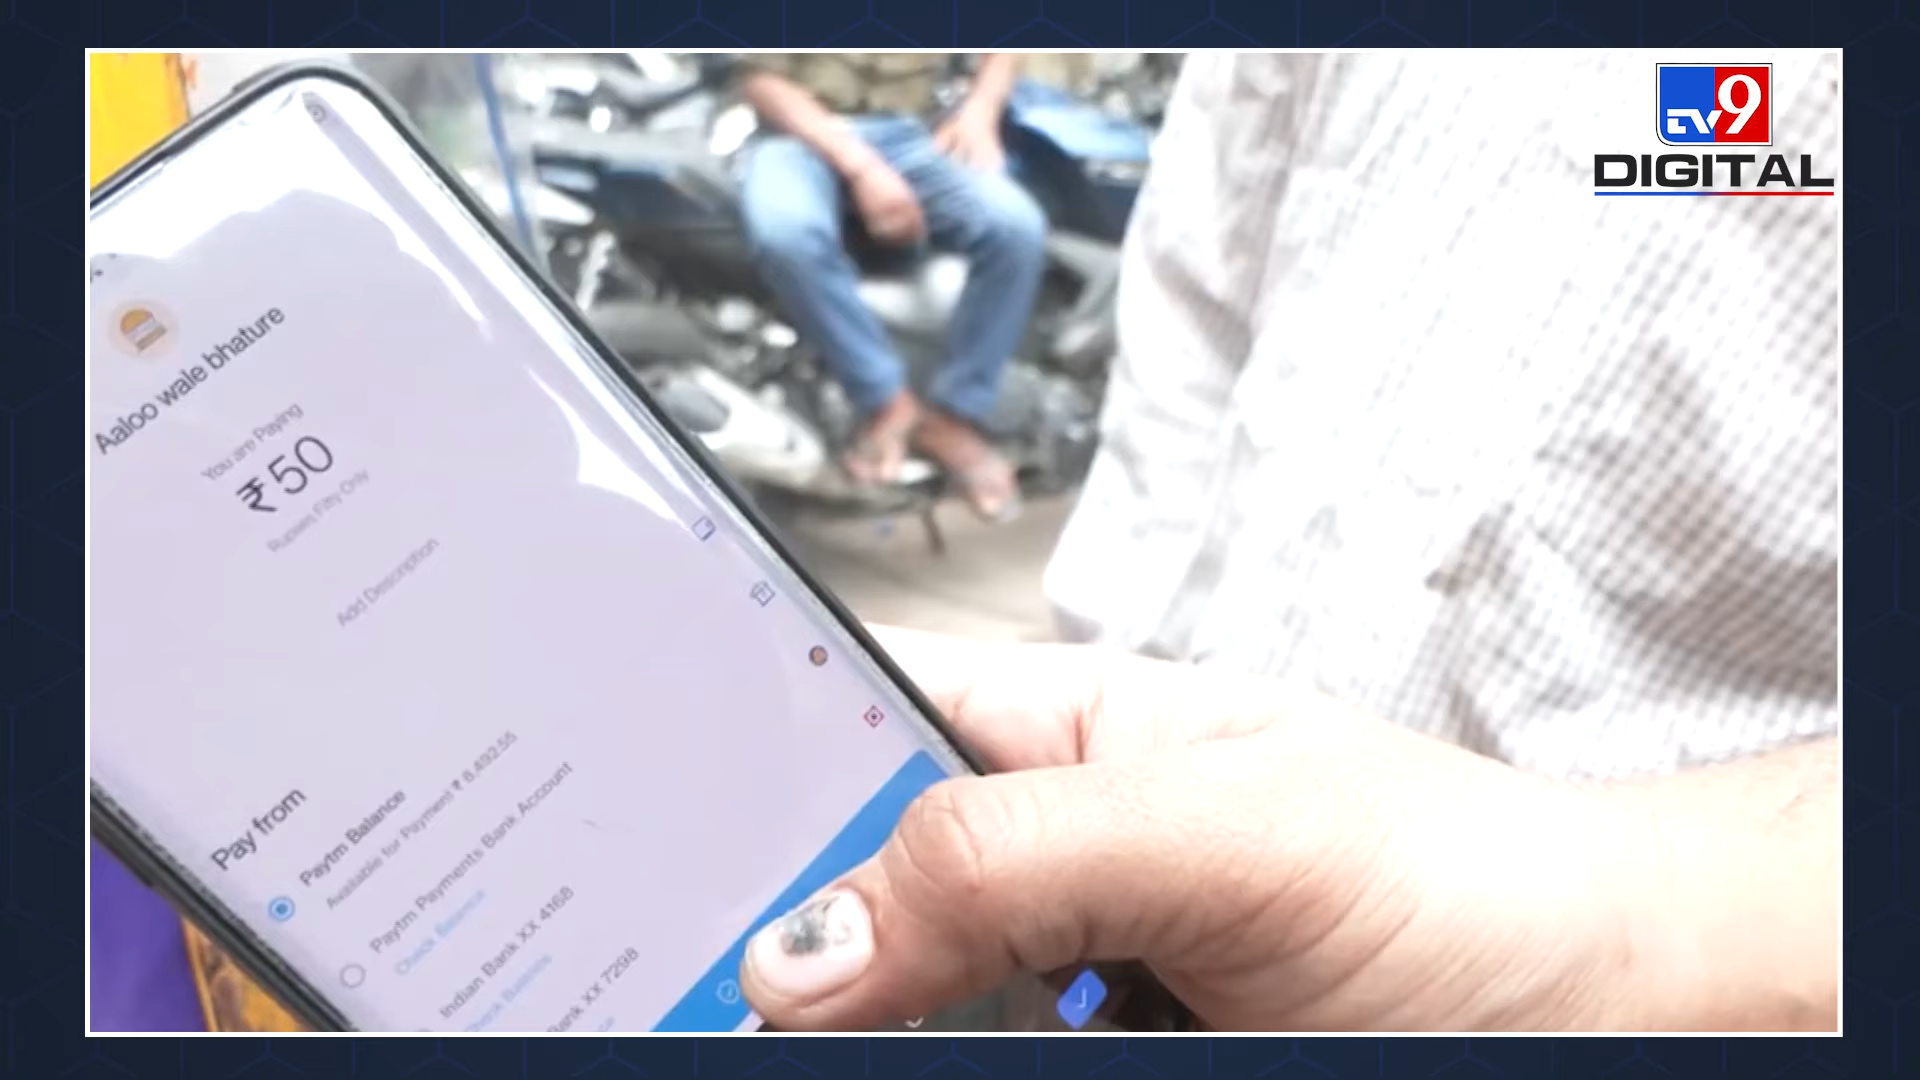 TV9
DIGITAL
Aaloo wale bhature
You are Paying
₹50
Rupees Fifty Only
Add Description
Pay from
Paytm Balance
Available for Payment ₹ 8,492.55
Paytm Payments Bank Account
Check Balance
Indian Bank XX 4168
Check Balance
Bank XX 7298